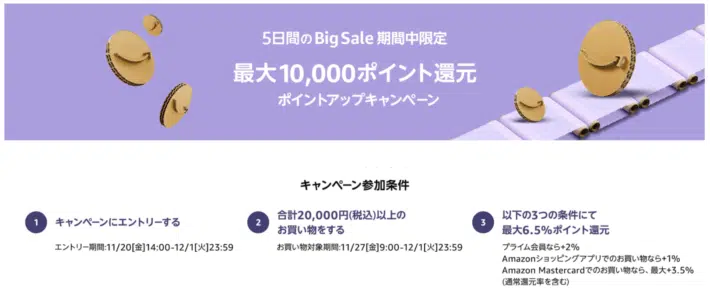 5日間のBig Sale 期間中限定
最大10,000ポイント還元
ポイントアップキャンペーン
キャンペーン参加条件
1 キャンペーンにエントリーする
エントリー期間:11/20[金]14:00-12/1[火]23:59
2 合計20,000円(税込)以上の
お買い物をする
お買い物対象期間:11/27[金]9:00-12/1[火]23:59
3 以下の3つの条件にて
最大6.5%ポイント還元
プライム会員なら+2%
Amazonショッピングアプリでのお買い物なら+1%
Amazon Mastercardでのお買い物なら、最大+3.5%
(通常還元率を含む)